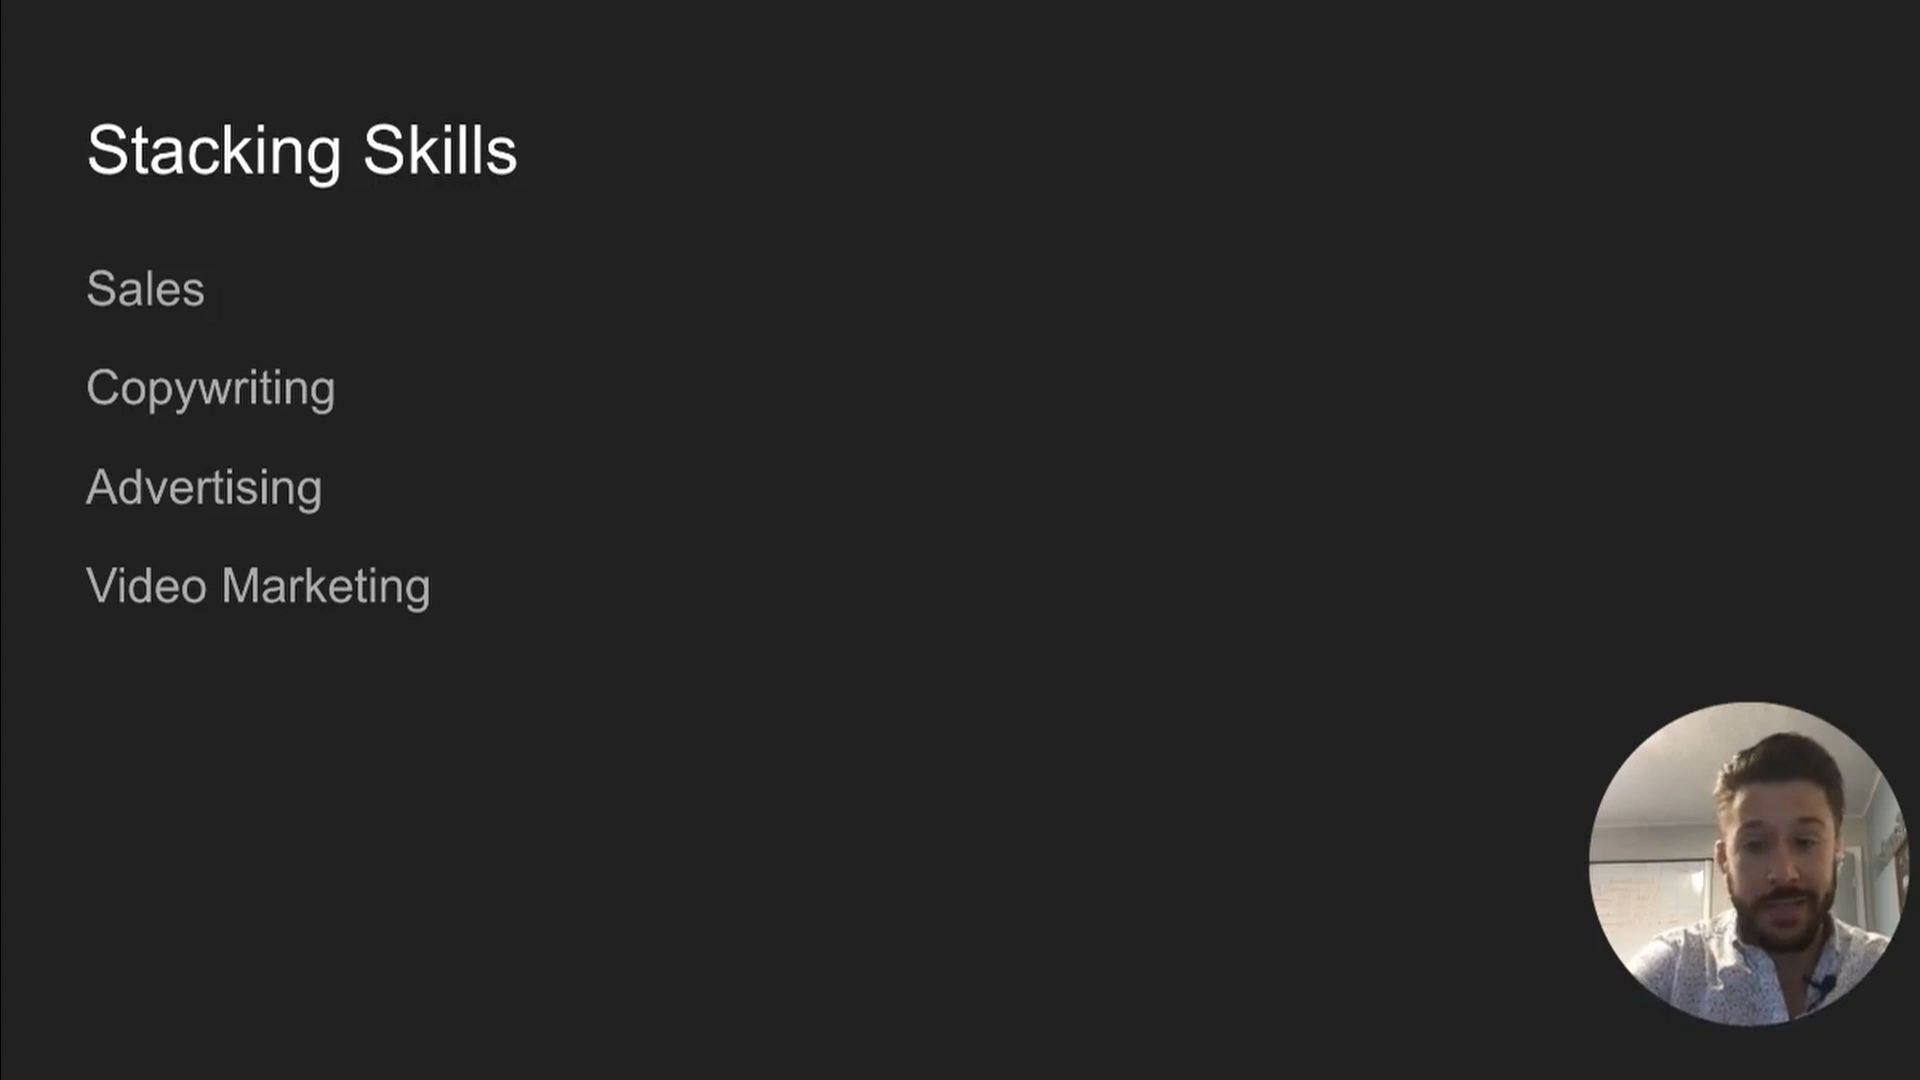 Stacking Skills
Sales
Copywriting
Advertising
Video Marketing